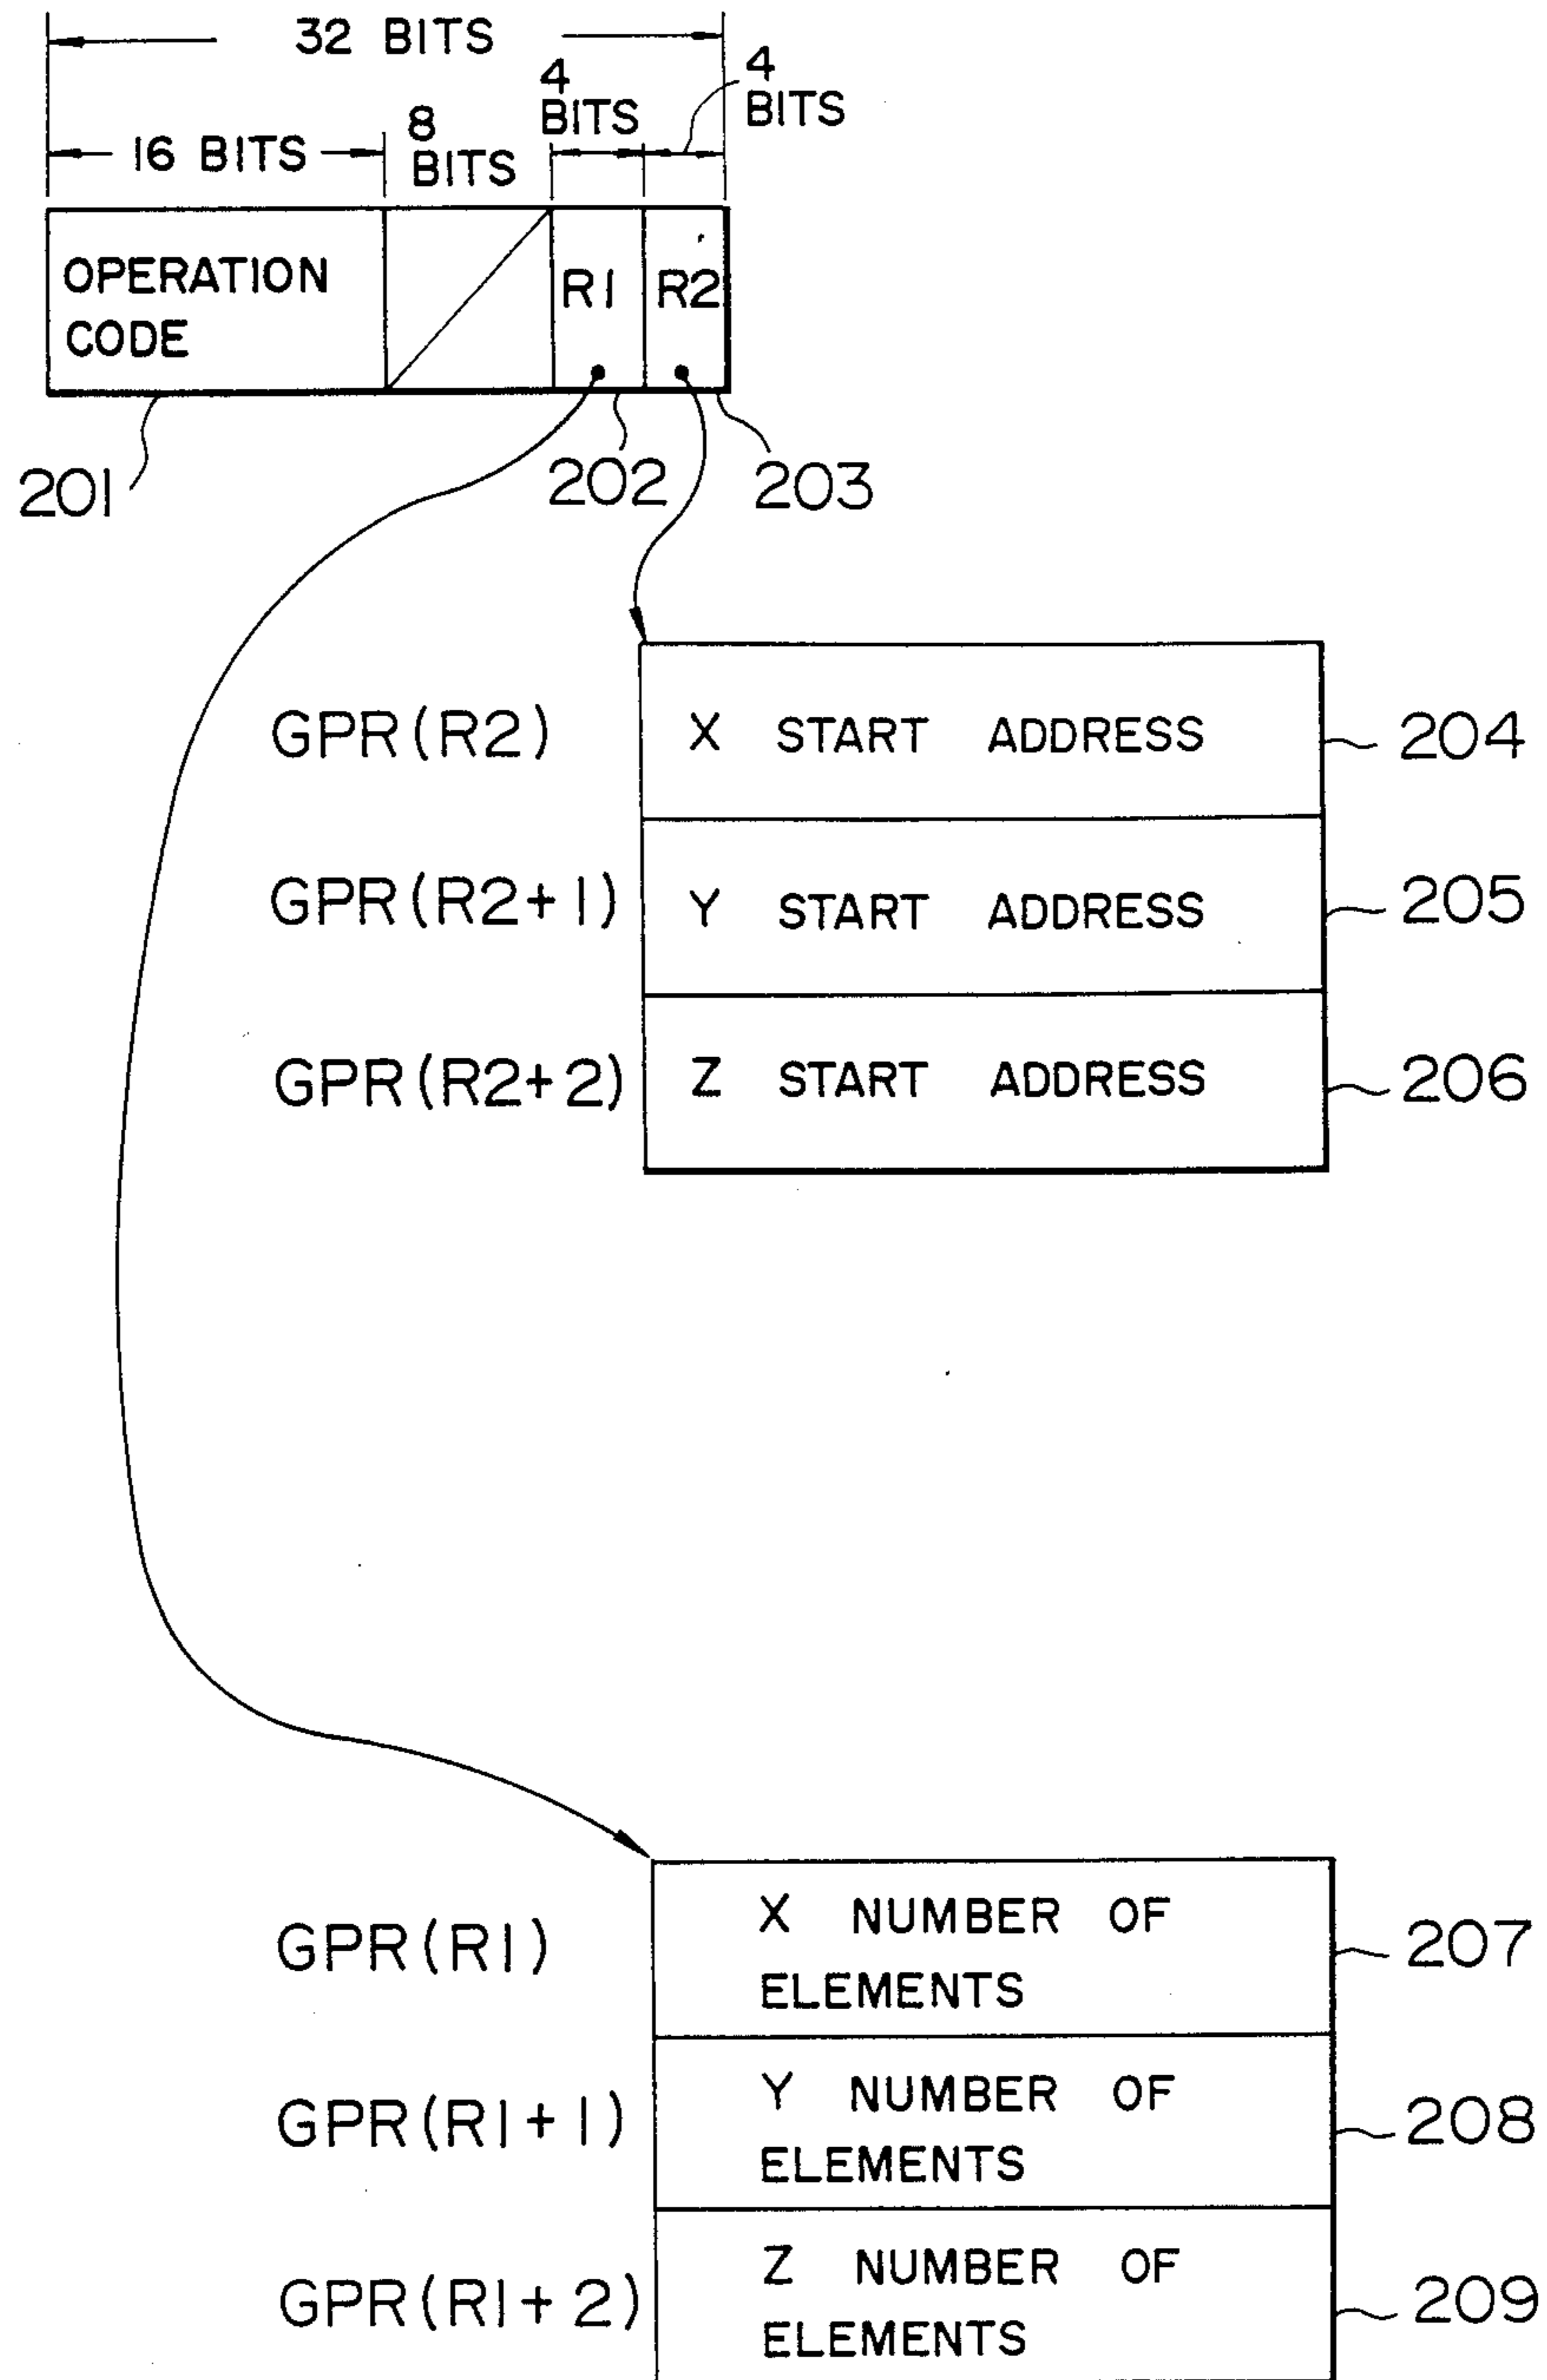 32 BITS
4
BITS
4
BITS
16 BITS
8
BITS
OPERATION
CODE
R1
R2
201
202
203
GPR(R2)
X START ADDRESS
204
GPR(R2+1)
Y START ADDRESS
205
GPR(R2+2)
Z START ADDRESS
206
GPR(R1)
X NUMBER OF
ELEMENTS
207
GPR(R1+1)
Y NUMBER OF
ELEMENTS
208
GPR(R1+2)
Z NUMBER OF
ELEMENTS
209